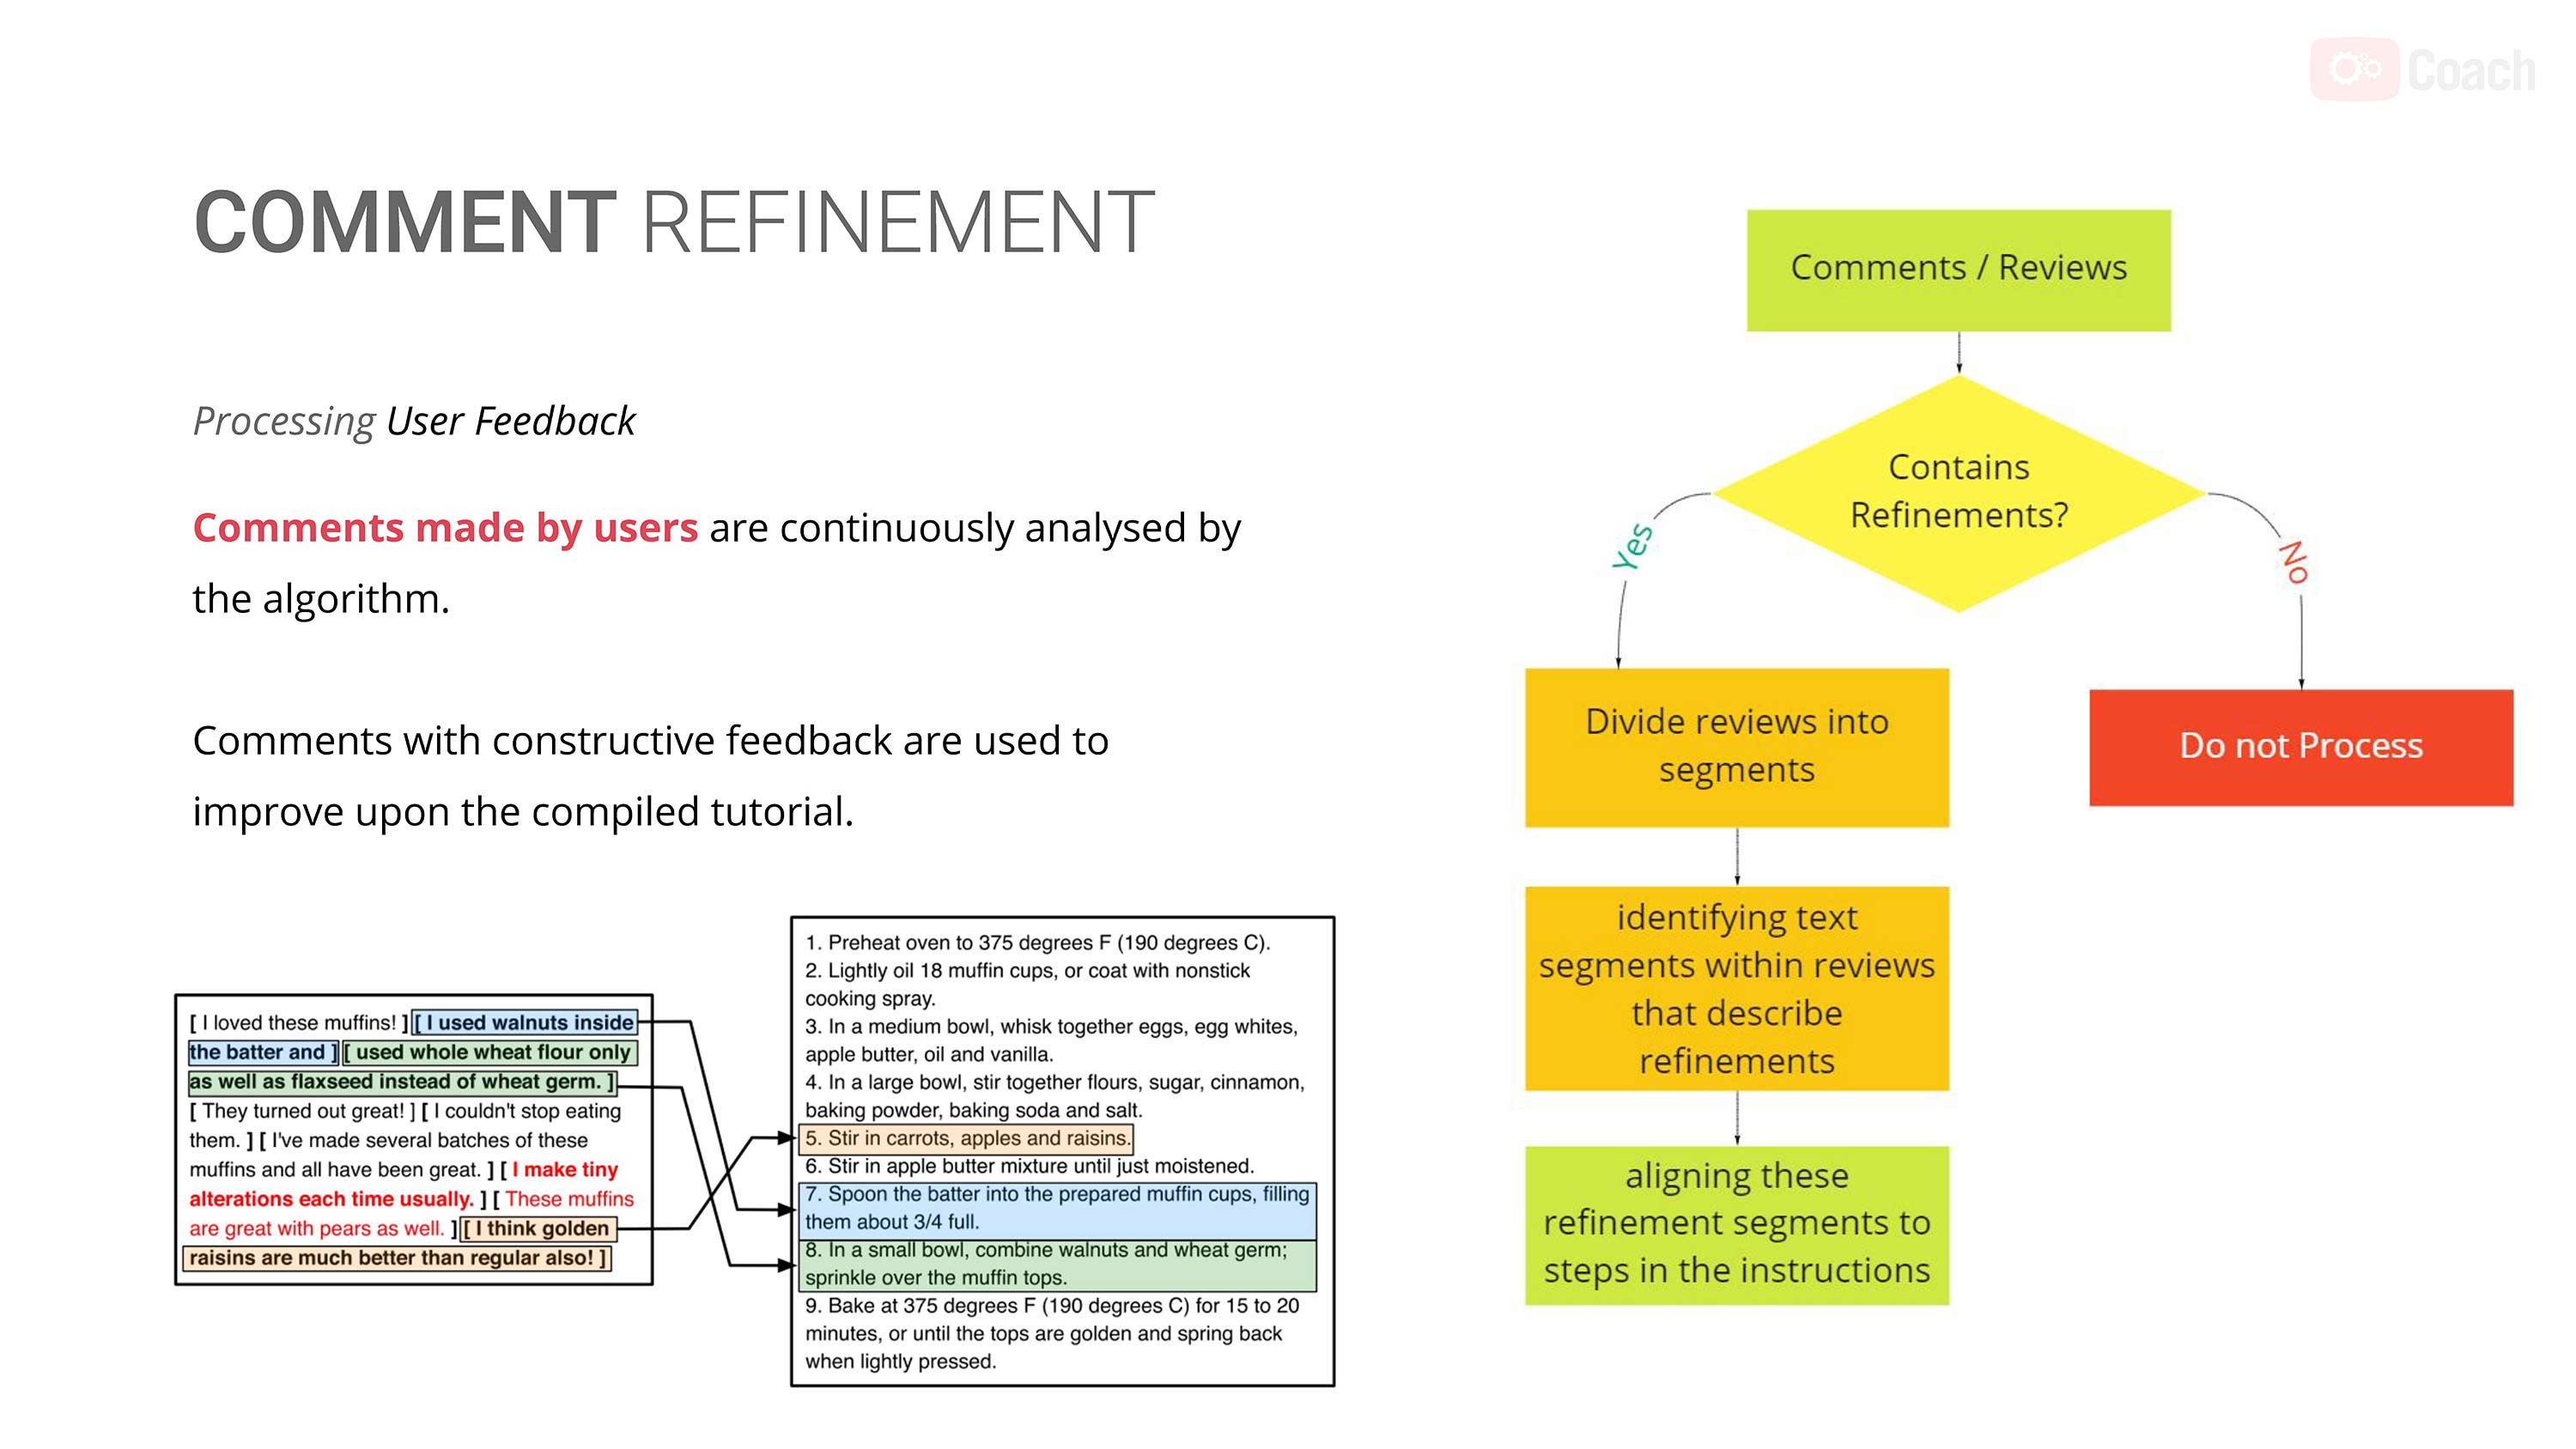 Coach
COMMENT REFINEMENT
Processing User Feedback
Comments made by users are continuously analysed by
the algorithm.
Comments with constructive feedback are used to
improve upon the compiled tutorial.
[ I loved these muffins! ] [ I used walnuts inside
the batter and ] [ used whole wheat flour only
as well as flaxseed instead of wheat germ. ]
[ They turned out great! ] [ I couldn't stop eating
them. ] [ I've made several batches of these
muffins and all have been great. ] [ I make tiny
alterations each time usually. ] [ These muffins
are great with pears as well. ] [ I think golden
raisins are much better than regular also! ]
1. Preheat oven to 375 degrees F (190 degrees C).
2. Lightly oil 18 muffin cups, or coat with nonstick
cooking spray.
3. In a medium bowl, whisk together eggs, egg whites,
apple butter, oil and vanilla.
4. In a large bowl, stir together flours, sugar, cinnamon,
baking powder, baking soda and salt.
5. Stir in carrots, apples and raisins.
6. Stir in apple butter mixture until just moistened.
7. Spoon the batter into the prepared muffin cups, filling
them about 3/4 full.
8. In a small bowl, combine walnuts and wheat germ;
sprinkle over the muffin tops.
9. Bake at 375 degrees F (190 degrees C) for 15 to 20
minutes, or until the tops are golden and spring back
when lightly pressed.
Comments / Reviews
Contains
Refinements?
Yes
No
Divide reviews into
segments
Do not Process
identifying text
segments within reviews
that describe
refinements
aligning these
refinement segments to
steps in the instructions